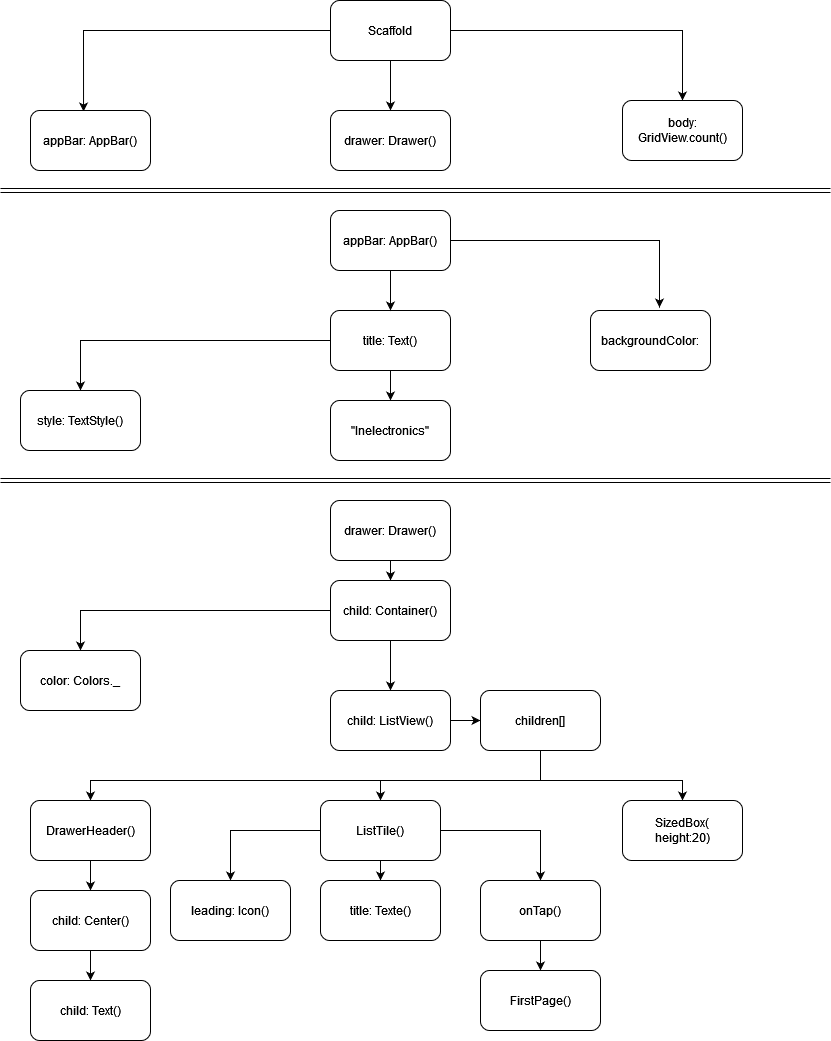 Scaffold
appBar: AppBar()
drawer: Drawer()
body:
GridView.count()
appBar: AppBar()
title: Text()
backgroundColor:
style: TextStyle()
"Inelectronics"
drawer: Drawer()
child: Container()
color: Colors._
child: ListView()
children[]
DrawerHeader()
ListTile()
SizedBox(
height:20)
leading: Icon()
title: Texte()
onTap()
child: Center()
FirstPage()
child: Text()